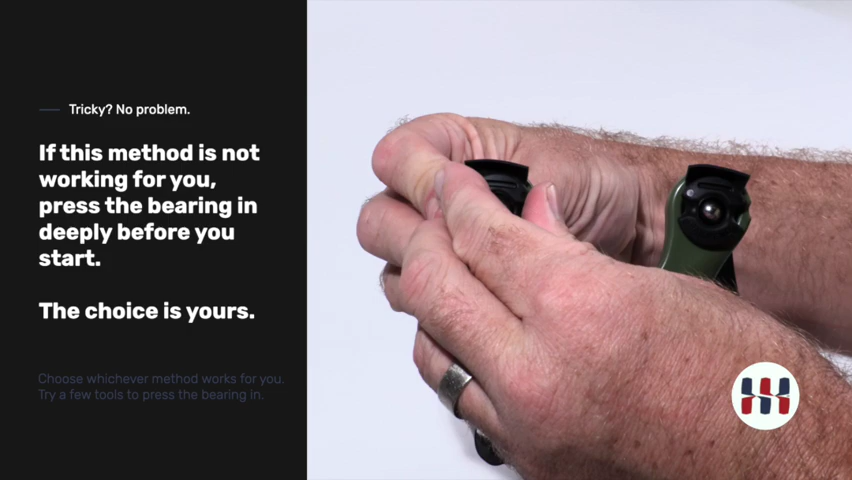 Tricky? No problem.
If this method is not
working for you,
press the bearing in
deeply before you
start.
The choice is yours.
Choose whichever method works for you.
Try a few tools to press the bearing in.